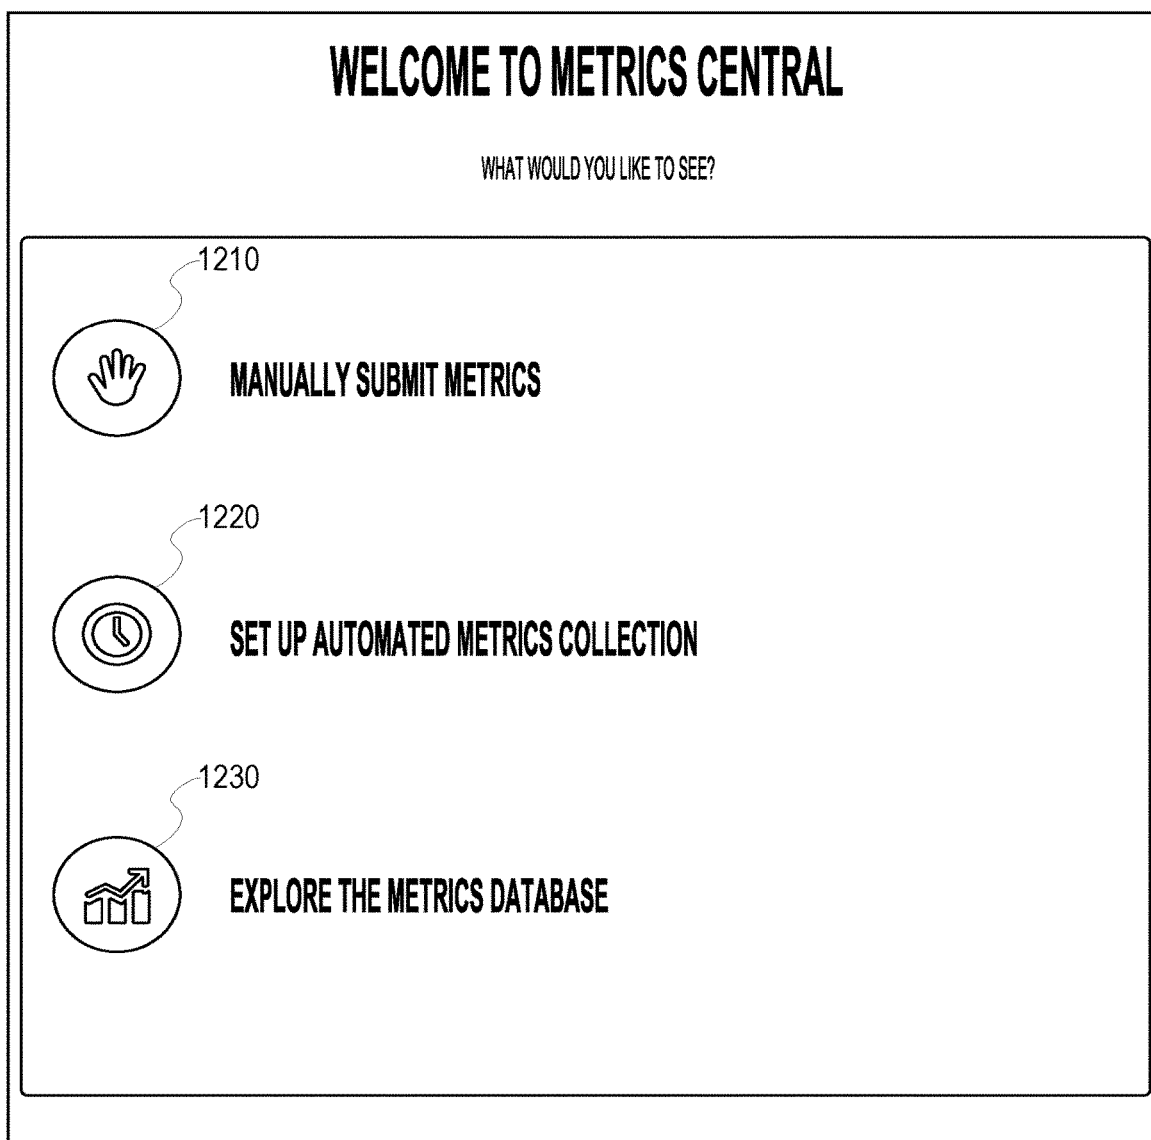 WELCOME TO METRICS CENTRAL
WHAT WOULD YOU LIKE TO SEE?
1210
MANUALLY SUBMIT METRICS
1220
SET UP AUTOMATED METRICS COLLECTION
1230
EXPLORE THE METRICS DATABASE